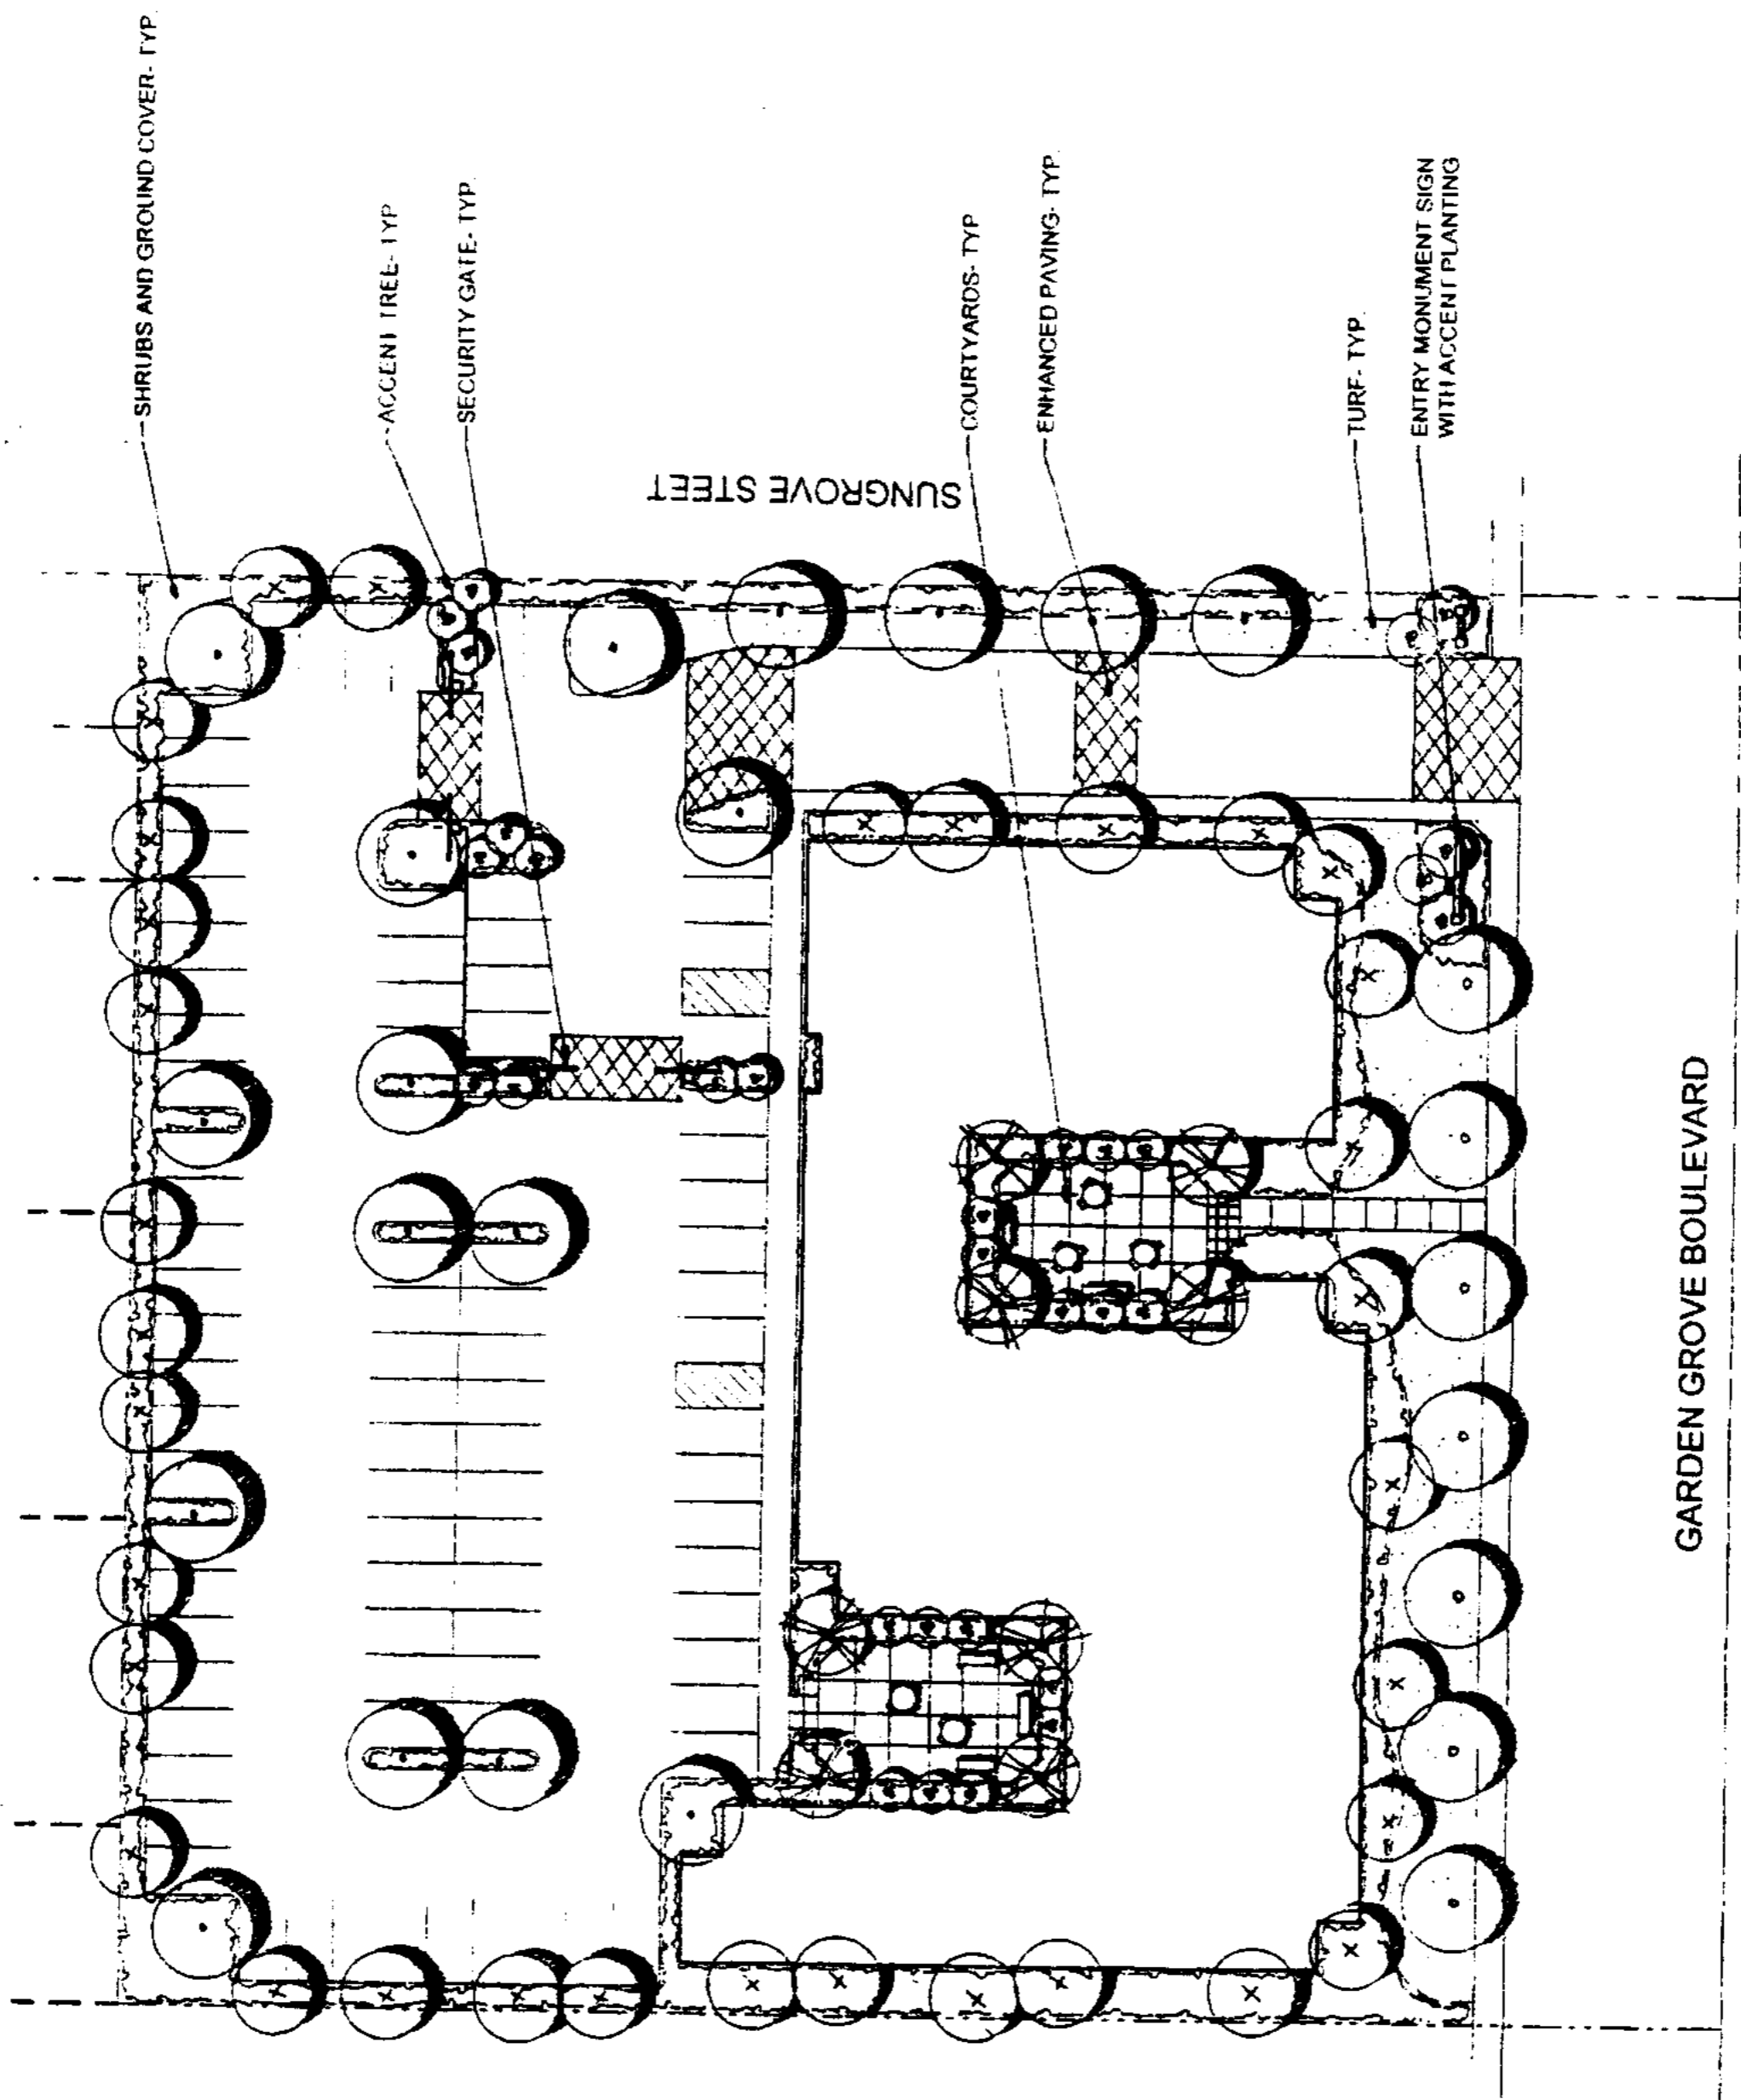 SHRUBS AND GROUND COVER- TYP.
ACCENT TREE- TYP
SECURITY GATE- TYP.
SUNGROVE STEET
COURTYARDS- TYP
ENHANCED PAVING- TYP.
TURF- TYP.
ENTRY MONUMENT SIGN
WITH ACCENT PLANTING
GARDEN GROVE BOULEVARD